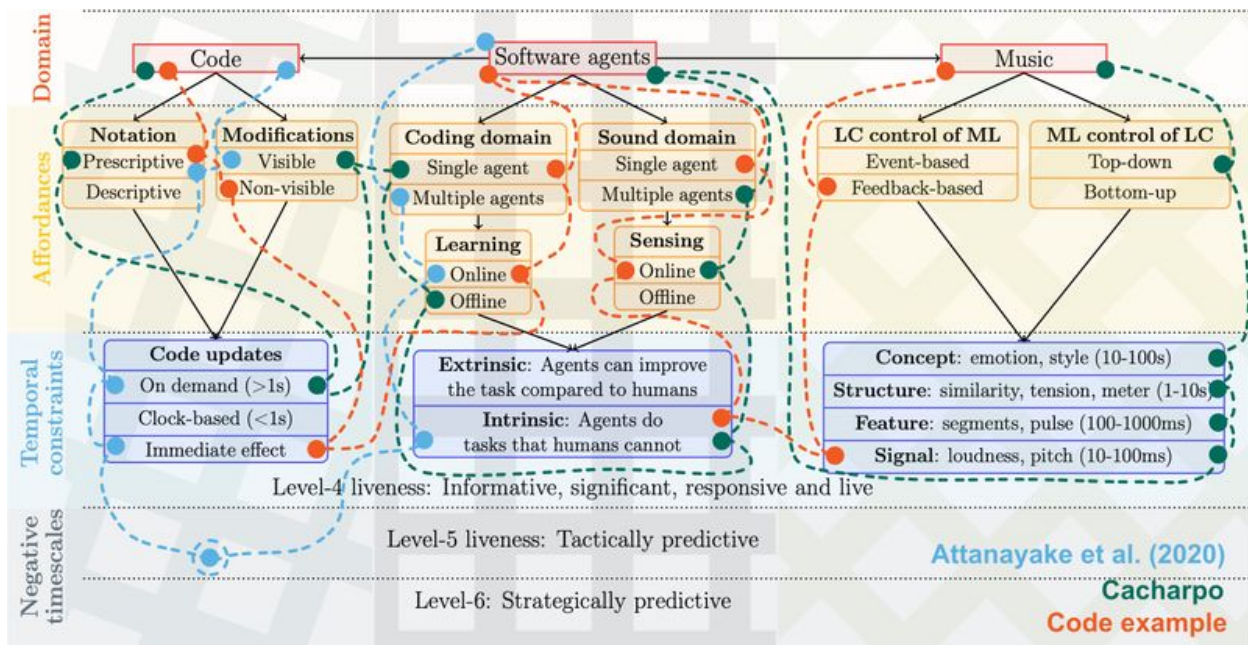 Domain
Code
Software agents
Music
Affordances
Notation
Prescriptive
Descriptive
Modifications
Visible
Non-visible
Coding domain
Single agent
Multiple agents
Learning
Online
Offline
Sound domain
Single agent
Multiple agents
Sensing
Online
Offline
LC control of ML
Event-based
Feedback-based
ML control of LC
Top-down
Bottom-up
Temporal
constraints
Code updates
On demand (>1s)
Clock-based (<1s)
Immediate effect
Extrinsic: Agents can improve
the task compared to humans
Intrinsic: Agents do
tasks that humans cannot
Concept: emotion, style (10-100s)
Structure: similarity, tension, meter (1-10s)
Feature: segments, pulse (100-1000ms)
Signal: loudness, pitch (10-100ms)
Level-4 liveness: Informative, significant, responsive and live
Negative
timescales
Level-5 liveness: Tactically predictive
Level-6: Strategically predictive
Attanayake et al. (2020)
Cacharpo
Code example